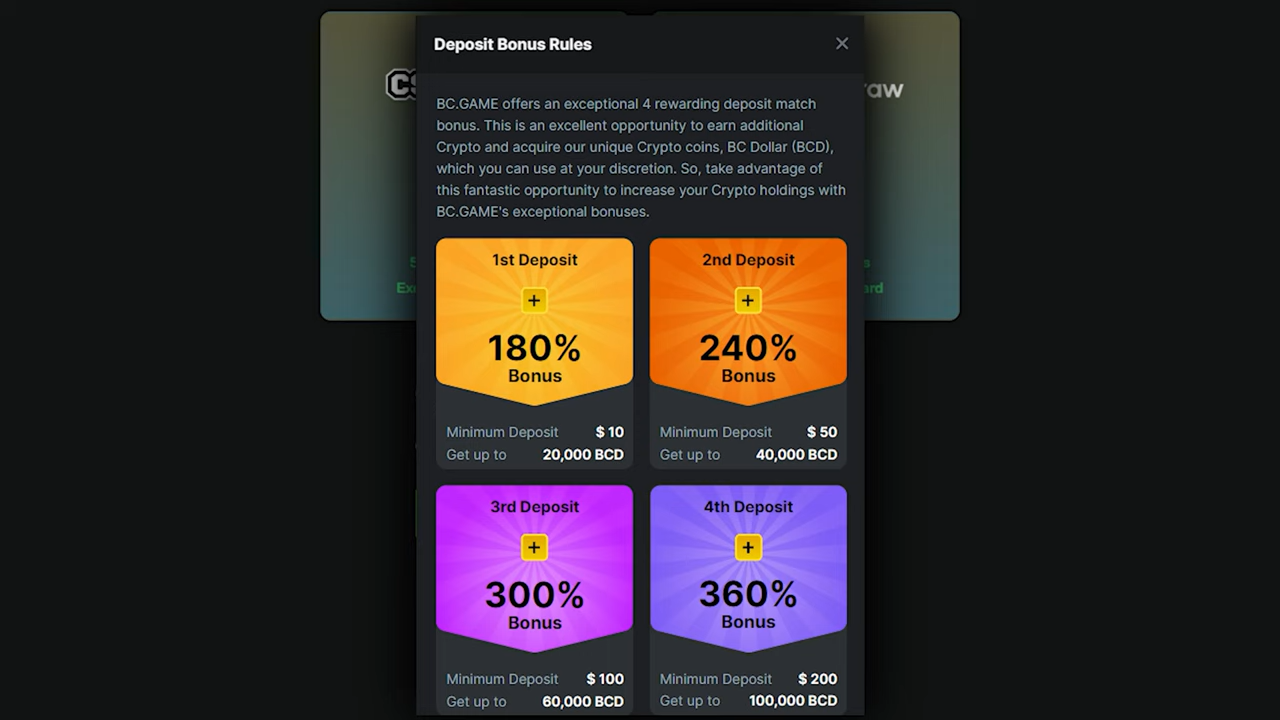 Deposit Bonus Rules
BC.GAME offers an exceptional 4 rewarding deposit match
bonus. This is an excellent opportunity to earn additional
Crypto and acquire our unique Crypto coins, BC Dollar (BCD),
which you can use at your discretion. So, take advantage of
this fantastic opportunity to increase your Crypto holdings with
BC.GAME's exceptional bonuses.
1st Deposit
+
180%
Bonus
Minimum Deposit $ 10
Get up to 20,000 BCD
2nd Deposit
+
240%
Bonus
Minimum Deposit $ 50
Get up to 40,000 BCD
3rd Deposit
+
300%
Bonus
Minimum Deposit $ 100
Get up to 60,000 BCD
4th Deposit
+
360%
Bonus
Minimum Deposit $ 200
Get up to 100,000 BCD